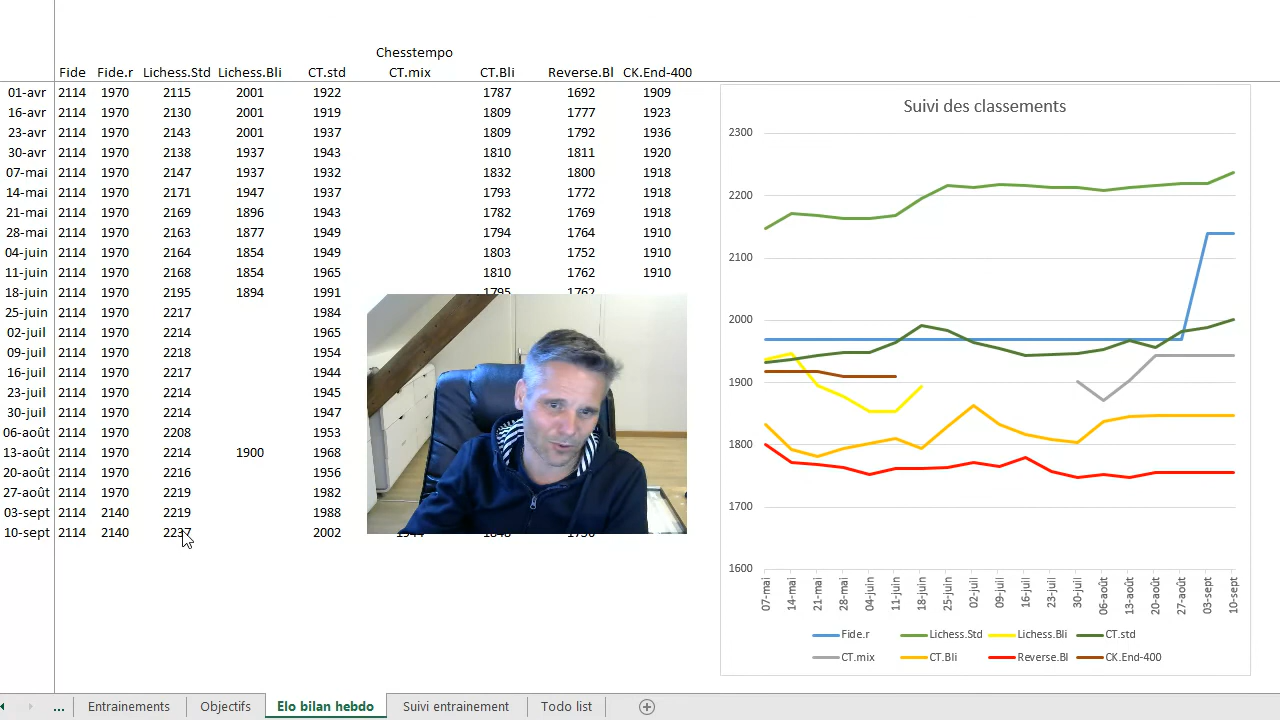 Chesstempo
Fide Fide.r Lichess.Std Lichess.Bli CT.std CT.mix CT.Bli Reverse.Bl CK.End-400
01-avr 2114 1970 2115 2001 1922 1787 1692 1909
16-avr 2114 1970 2130 2001 1919 1809 1777 1923
23-avr 2114 1970 2143 2001 1937 1809 1792 1936
30-avr 2114 1970 2138 1937 1943 1810 1811 1920
07-mai 2114 1970 2147 1937 1932 1832 1800 1918
14-mai 2114 1970 2171 1947 1937 1793 1772 1918
21-mai 2114 1970 2169 1896 1943 1782 1769 1918
28-mai 2114 1970 2163 1877 1949 1794 1764 1910
04-juin 2114 1970 2164 1854 1949 1803 1752 1910
11-juin 2114 1970 2168 1854 1965 1810 1762 1910
18-juin 2114 1970 2195 1894 1991 1795 1762
25-juin 2114 1970 2217 1984
02-juil 2114 1970 2214 1965
09-juil 2114 1970 2218 1954
16-juil 2114 1970 2217 1944
23-juil 2114 1970 2214 1945
30-juil 2114 1970 2214 1947
06-août 2114 1970 2208 1953
13-août 2114 1970 2214 1900 1968
20-août 2114 1970 2216 1956
27-août 2114 1970 2219 1982
03-sept 2114 2140 2219 1988
10-sept 2114 2140 2237 2002
Suivi des classements
2300
2200
2100
2000
1900
1800
1700
1600
07-mai 14-mai 21-mai 28-mai 04-juin 11-juin 18-juin 25-juin 02-juil 09-juil 16-juil 23-juil 30-juil 06-août 13-août 20-août 27-août 03-sept 10-sept
Fide.r Lichess.Std Lichess.Bli CT.std
CT.mix CT.Bli Reverse.Bl CK.End-400
... Entrainements Objectifs Elo bilan hebdo Suivi entrainement Todo list